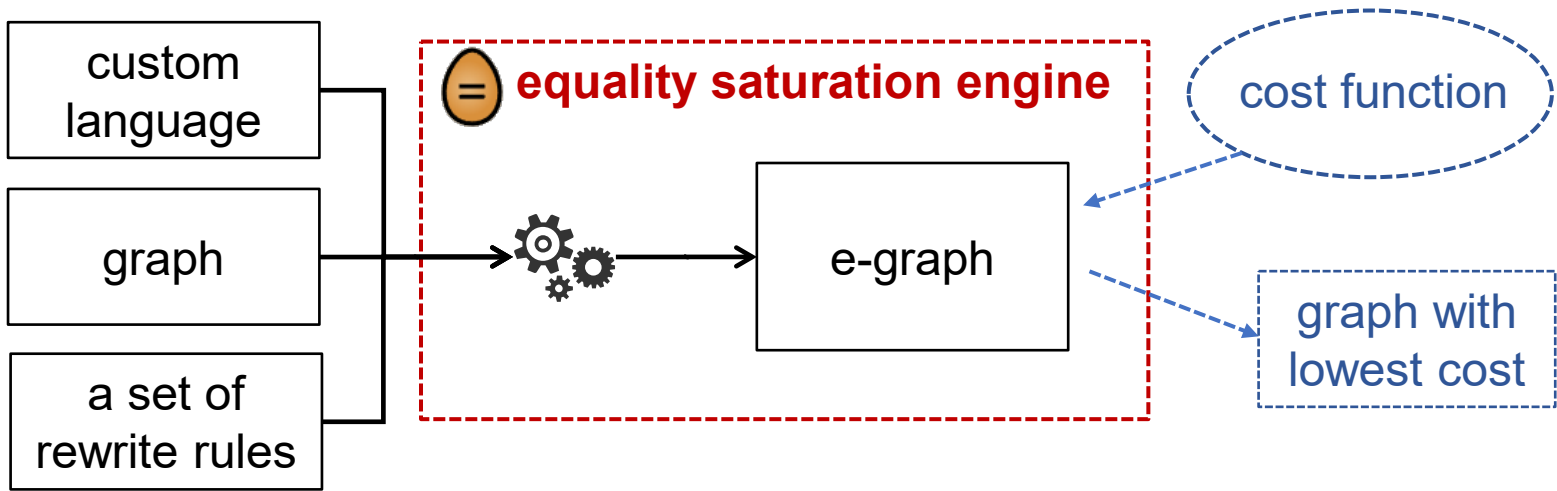 custom
language
graph
a set of
rewrite rules
= equality saturation engine
e-graph
cost function
graph with
lowest cost